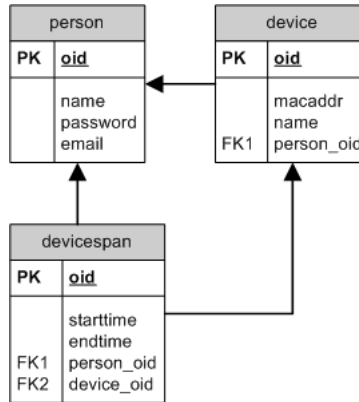 person
PK oid
name
password
email
device
PK oid
macaddr
name
FK1 person_oid
devicespan
PK oid
starttime
endtime
FK1 person_oid
FK2 device_oid